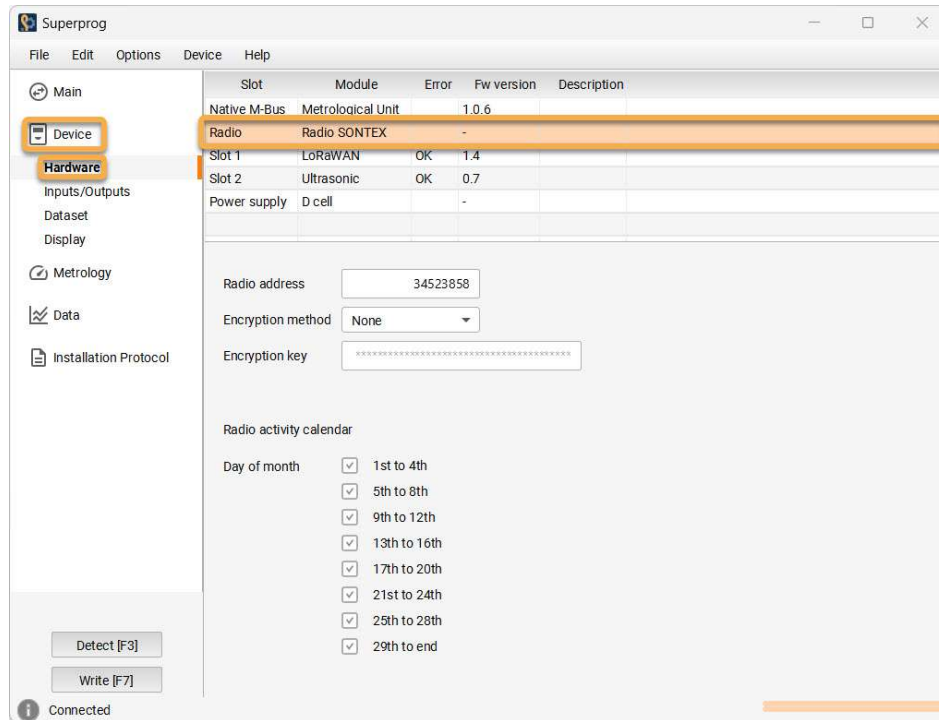 Superprog
File Edit Options Device Help
Main
Device
Hardware
Inputs/Outputs
Dataset
Display
Metrology
Data
Installation Protocol
Detect [F3]
Write [F7]
Connected
Slot Module Error Fw version Description
Native M-Bus Metrological Unit 1.0.6
Radio Radio SONTEX -
Slot 1 LoRaWAN OK 1.4
Slot 2 Ultrasonic OK 0.7
Power supply D cell -
Radio address 34523858
Encryption method None
Encryption key ****************************************
Radio activity calendar
Day of month 1st to 4th
5th to 8th
9th to 12th
13th to 16th
17th to 20th
21st to 24th
25th to 28th
29th to end